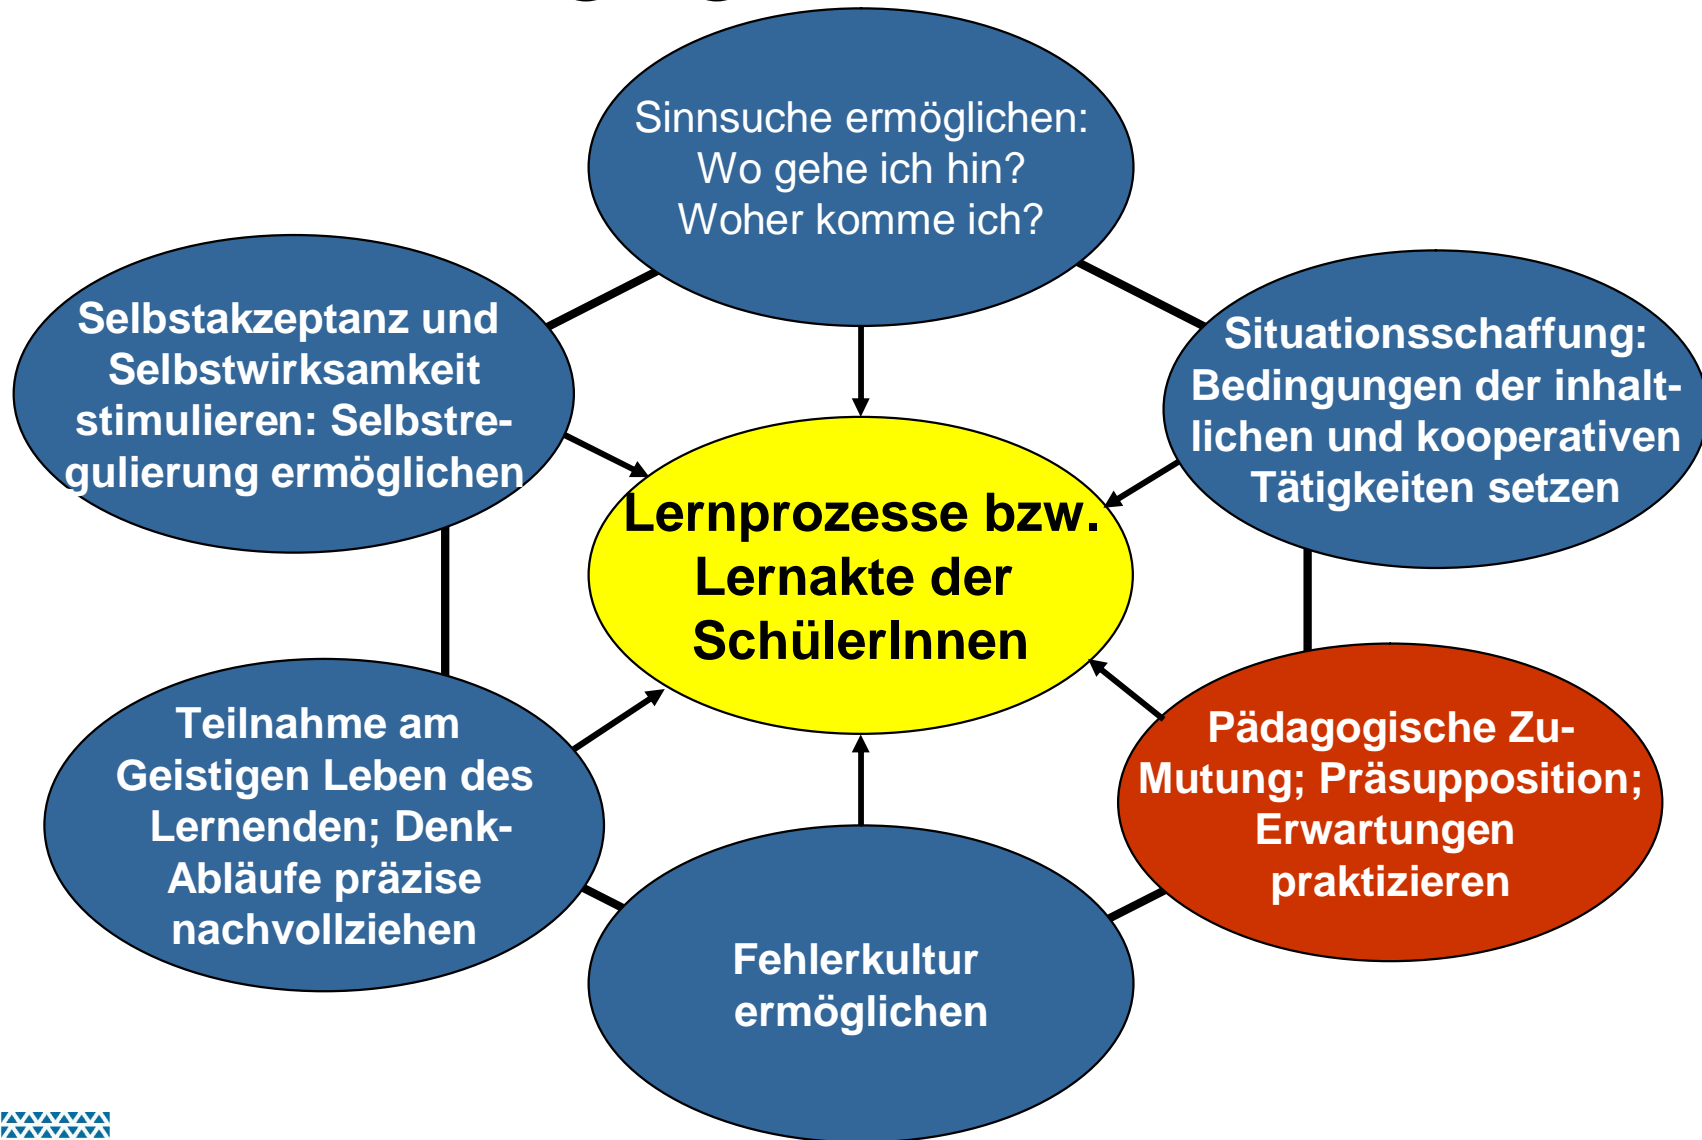 Sinnsuche ermöglichen:
Wo gehe ich hin?
Woher komme ich?
Selbstakzeptanz und
Selbstwirksamkeit
stimulieren: Selbstre-
gulierung ermöglichen
Situationsschaffung:
Bedingungen der inhalt-
lichen und kooperativen
Tätigkeiten setzen
Lernprozesse bzw.
Lernakte der
SchülerInnen
Teilnahme am
Geistigen Leben des
Lernenden; Denk-
Abläufe präzise
nachvollziehen
Pädagogische Zu-
Mutung; Präsupposition;
Erwartungen
praktizieren
Fehlerkultur
ermöglichen